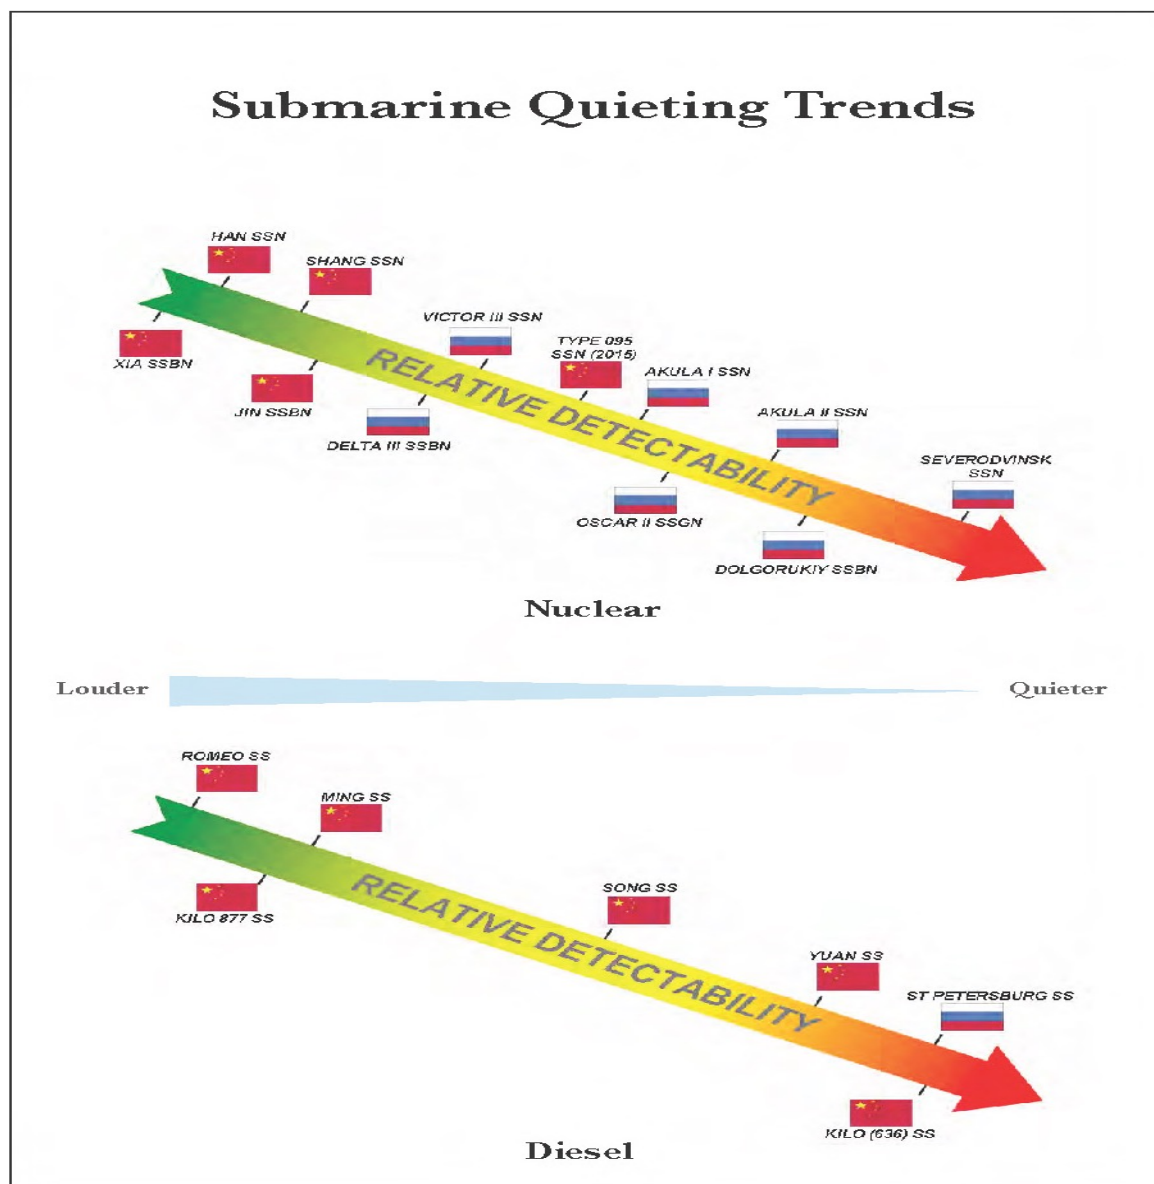 Submarine Quieting Trends
HAN SSN
SHANG SSN
XIA SSBN
VICTOR III SSN
TYPE 095
SSN (2015)
JIN SSBN
AKULA I SSN
DELTA III SSBN
AKULA II SSN
RELATIVE DETECTABILITY
SEVERODVINSK
SSN
OSCAR II SSGN
DOLGORUKIY SSBN
Nuclear
Louder
Quieter
ROMEO SS
MING SS
KILO 877 SS
SONG SS
RELATIVE DETECTABILITY
YUAN SS
ST PETERSBURG SS
KILO (636) SS
Diesel